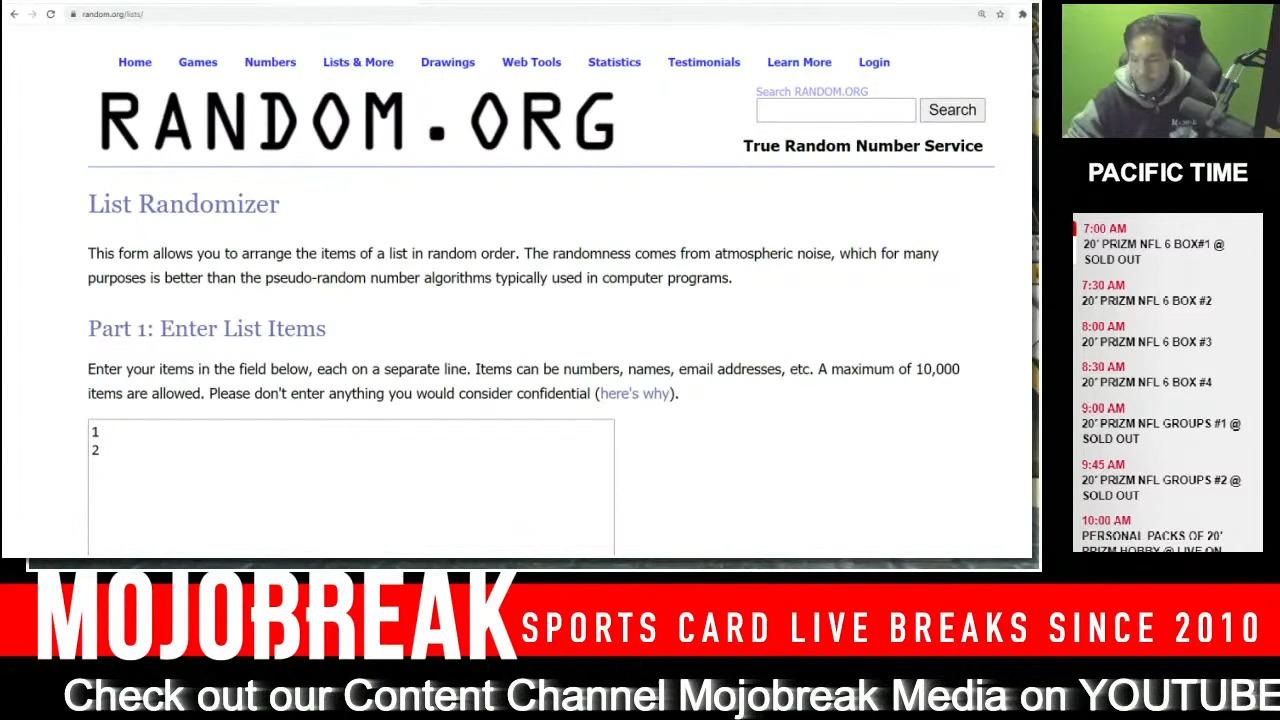 random.org/lists/
Home Games Numbers Lists & More Drawings Web Tools Statistics Testimonials Learn More Login
RANDOM.ORG
Search RANDOM.ORG
Search
True Random Number Service
List Randomizer
This form allows you to arrange the items of a list in random order. The randomness comes from atmospheric noise, which for many
purposes is better than the pseudo-random number algorithms typically used in computer programs.
Part 1: Enter List Items
Enter your items in the field below, each on a separate line. Items can be numbers, names, email addresses, etc. A maximum of 10,000
items are allowed. Please don't enter anything you would consider confidential (here's why).
1
2
PACIFIC TIME
7:00 AM
20' PRIZM NFL 6 BOX#1 @
SOLD OUT
7:30 AM
20' PRIZM NFL 6 BOX #2
8:00 AM
20' PRIZM NFL 6 BOX #3
8:30 AM
20' PRIZM NFL 6 BOX #4
9:00 AM
20' PRIZM NFL GROUPS #1 @
SOLD OUT
9:45 AM
20' PRIZM NFL GROUPS #2 @
SOLD OUT
10:00 AM
PERSONAL PACKS OF 20'
PRIZM HOBBY @ LIVE ON
MOJOBREAK
SPORTS CARD LIVE BREAKS SINCE 2010
Check out our Content Channel Mojobreak Media on YOUTUBE